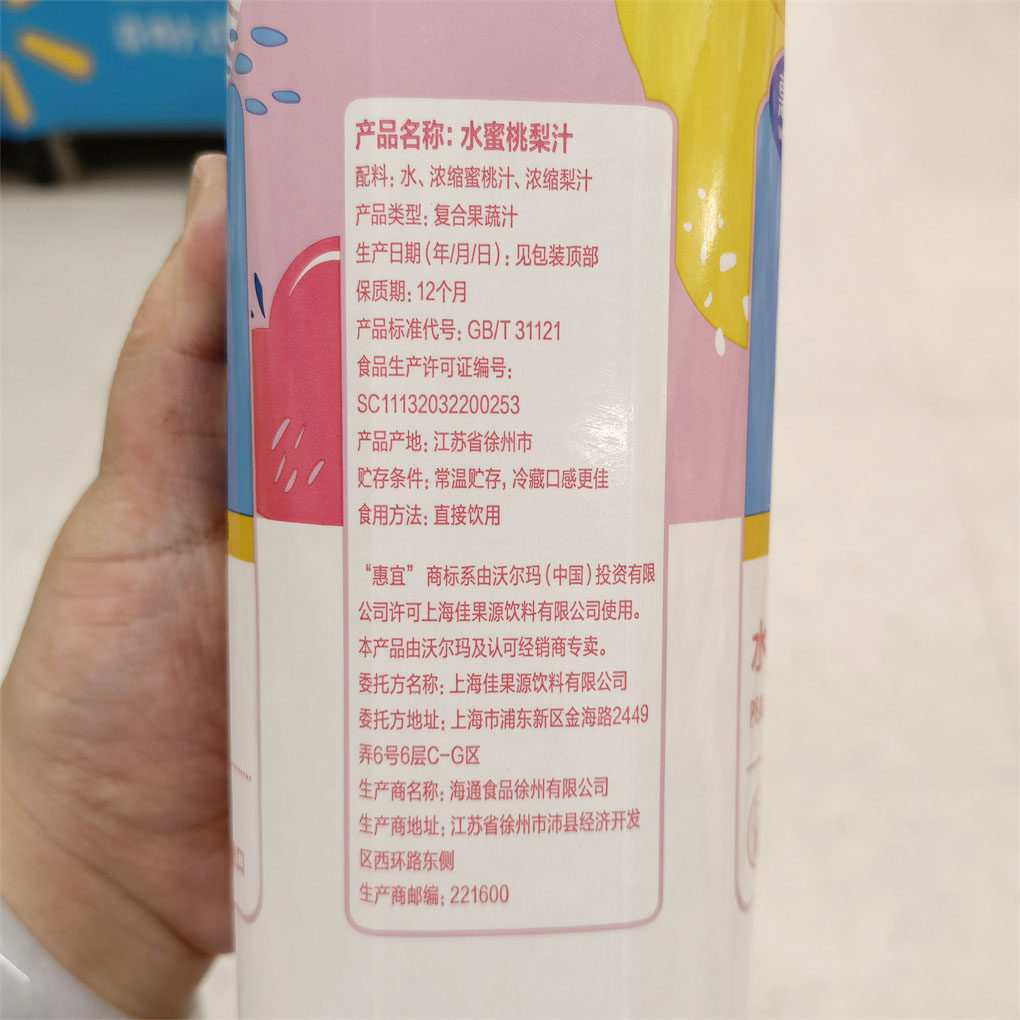 产品名称：水蜜桃梨汁
配料：水、浓缩蜜桃汁、浓缩梨汁
产品类型：复合果蔬汁
生产日期（年/月/日）：见包装顶部
保质期：12个月
产品标准代号：GB/T 31121
食品生产许可证编号：
SC11132032200253
产品产地：江苏省徐州市
贮存条件：常温贮存，冷藏口感更佳
食用方法：直接饮用
“惠宜”商标系由沃尔玛（中国）投资有限
公司许可上海佳果源饮料有限公司使用。
本产品由沃尔玛及认可经销商专卖。
委托方名称：上海佳果源饮料有限公司
委托方地址：上海市浦东新区金海路2449
弄6号6层C-G区
生产商名称：海通食品徐州有限公司
生产商地址：江苏省徐州市沛县经济开发
区西环路东侧
生产商邮编：221600
水